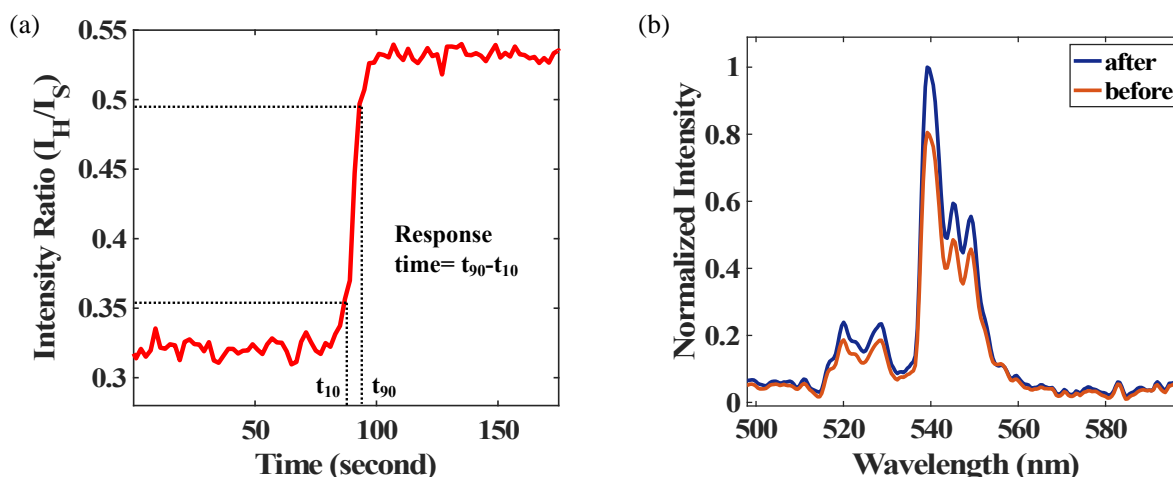 (a)
0.55
0.5
0.45
0.4
0.35
0.3
Intensity Ratio (I_H/I_S)
Response
time= t90-t10
t10 t90
50 100 150
Time (second)
(b)
after
before
1
0.8
0.6
0.4
0.2
0
Normalized Intensity
500 520 540 560 580
Wavelength (nm)